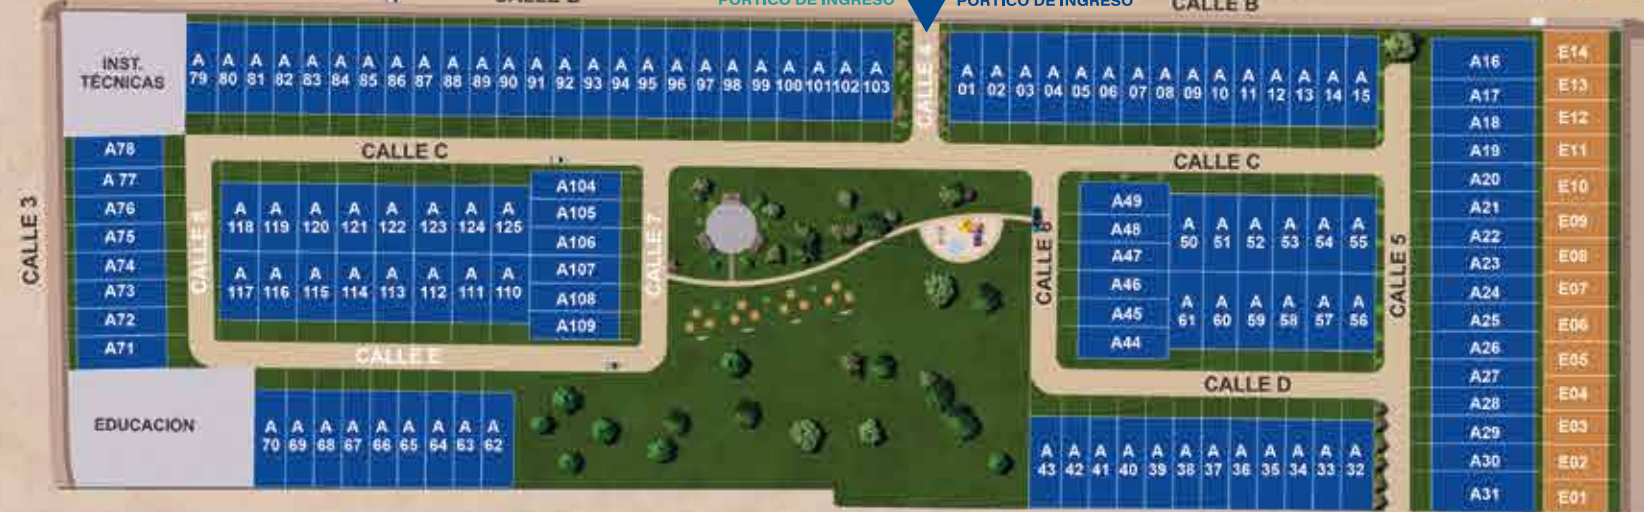 CALLE B
PÓRTICO DE INGRESO
PÓRTICO DE INGRESO
CALLE B
INST.
TÉCNICAS
A 79 A 80 A 81 A 82 A 83 A 84 A 85 A 86 A 87 A 88 A 89 A 90 A 91 A 92 A 93 A 94 A 95 A 96 A 97 A 98 A 99 A 100 A 101 A 102 A 103
CALLE 4
A 01 A 02 A 03 A 04 A 05 A 06 A 07 A 08 A 09 A 10 A 11 A 12 A 13 A 14 A 15
CALLE C
CALLE C
CALLE 3
A78
A 77
A76
A75
A74
A73
A72
A71
CALLE 8
A 118 A 119 A 120 A 121 A 122 A 123 A 124 A 125
A 117 A 116 A 115 A 114 A 113 A 112 A 111 A 110
A104
A105
A106
A107
A108
A109
CALLE 7
CALLE E
EDUCACION
A 70 A 69 A 68 A 67 A 66 A 65 A 64 A 63 A 62
CALLE 6
A49
A48
A47
A46
A45
A44
A 50 A 51 A 52 A 53 A 54 A 55
A 61 A 60 A 59 A 58 A 57 A 56
CALLE D
A 43 A 42 A 41 A 40 A 39 A 38 A 37 A 36 A 35 A 34 A 33 A 32
CALLE 5
A16
A17
A18
A19
A20
A21
A22
A23
A24
A25
A26
A27
A28
A29
A30
A31
E14
E13
E12
E11
E10
E09
E08
E07
E06
E05
E04
E03
E02
E01